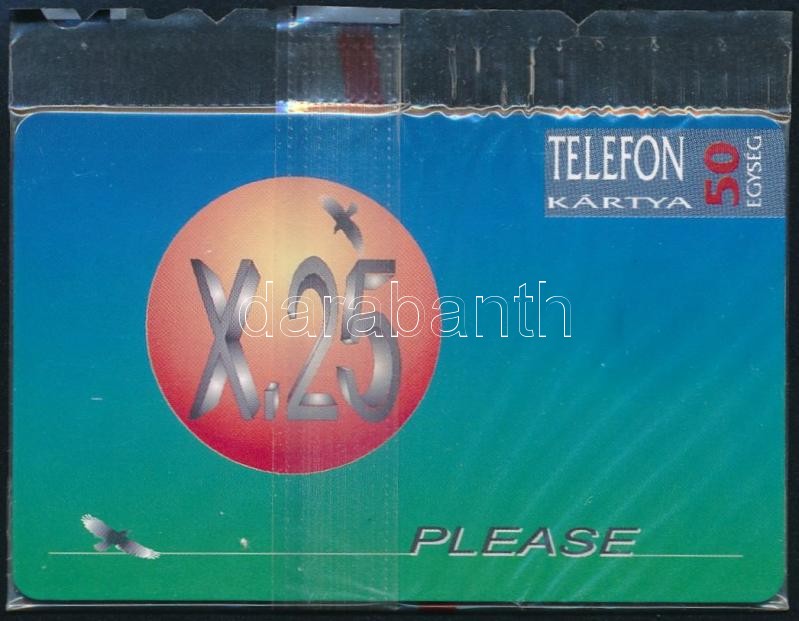 TELEFON
KÁRTYA
50
EGYSÉG
X.25
darabanth
PLEASE